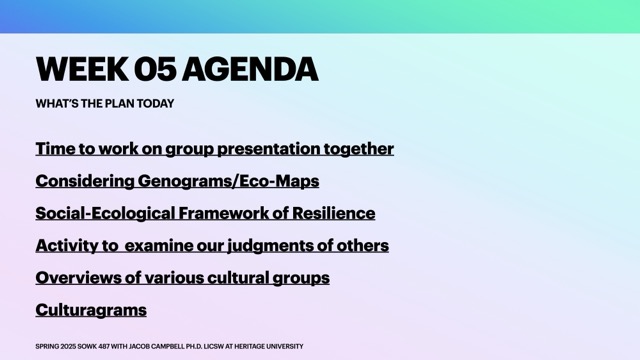 WEEK 05 AGENDA
WHAT'S THE PLAN TODAY
Time to work on group presentation together
Considering Genograms/Eco-Maps
Social-Ecological Framework of Resilience
Activity to  examine our judgments of others
Overviews of various cultural groups
Culturagrams
SPRING 2025 SOWK 487 WITH JACOB CAMPBELL PH.D. LICSW AT HERITAGE UNIVERSITY